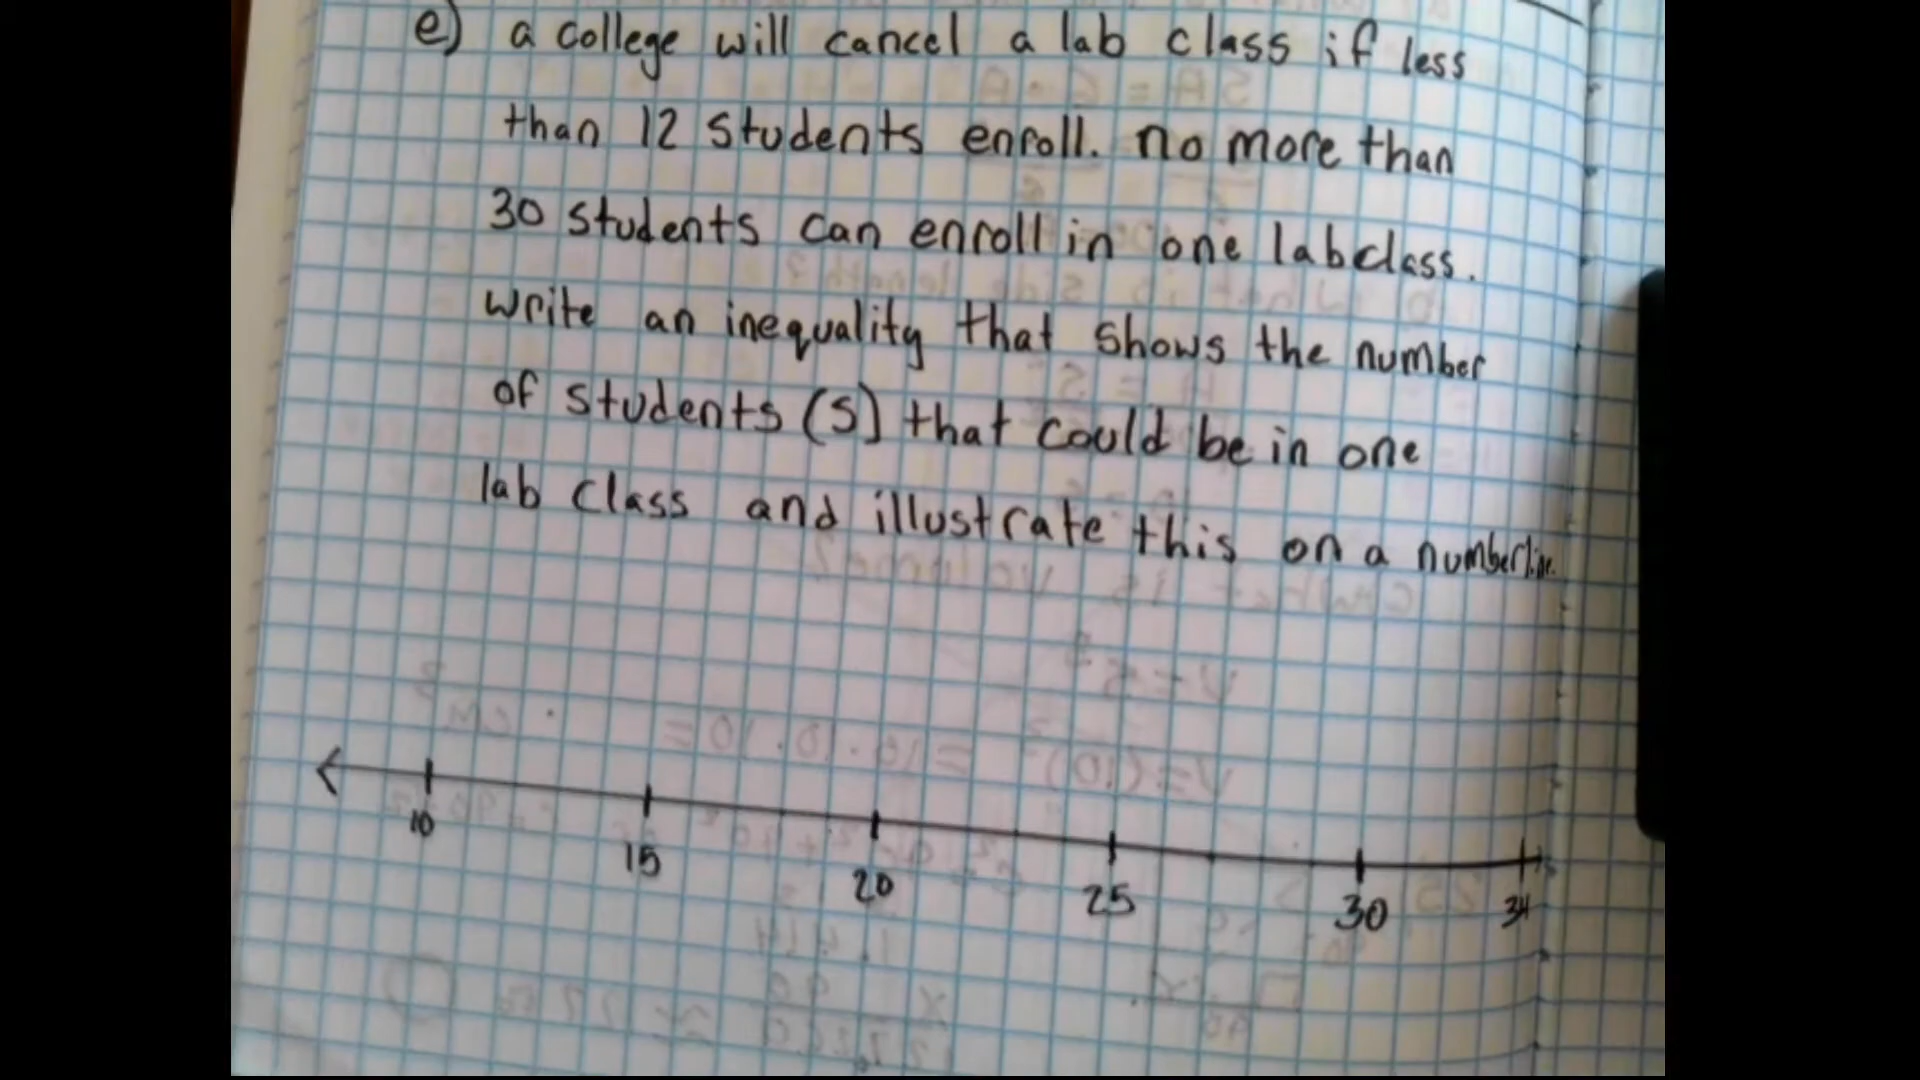 e) a college will cancel a lab class if less
than 12 students enroll. no more than
30 students can enroll in one lab class.
write an inequality that shows the number
of students (S) that could be in one
lab class and illustrate this on a numberline.
10 15 20 25 30 34